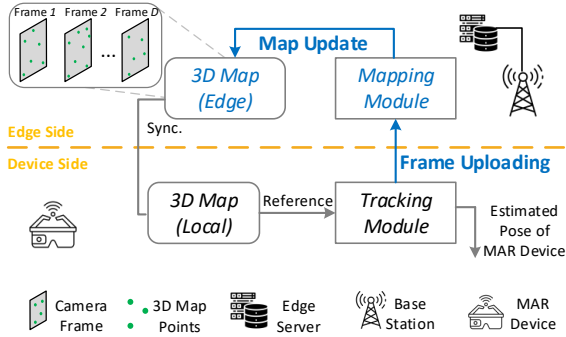 Frame 1 Frame 2 Frame D
...
Map Update
3D Map
(Edge)
Mapping
Module
Sync.
Edge Side
Device Side
Frame Uploading
3D Map
(Local)
Reference
Tracking
Module
Estimated
Pose of
MAR Device
Camera
Frame
3D Map
Points
Edge
Server
Base
Station
MAR
Device